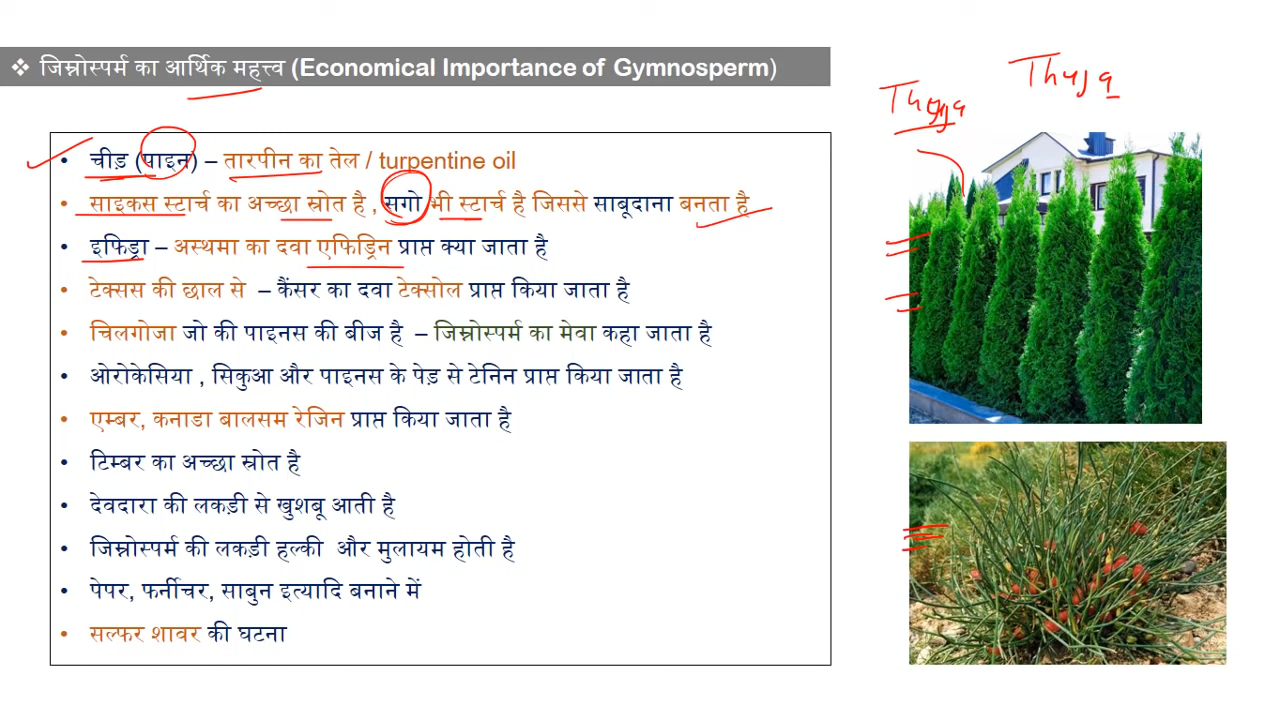 ❖ जिम्नोस्पर्म का आर्थिक महत्त्व (Economical Importance of Gymnosperm)
Thuja
Thuja
• चीड़ (पाइन) – तारपीन का तेल / turpentine oil
• साइकस स्टार्च का अच्छा स्रोत है , सगो भी स्टार्च है जिससे साबूदाना बनता है
• इफिड्रा – अस्थमा का दवा एफिड्रिन प्राप्त क्या जाता है
• टेक्सस की छाल से – कैंसर का दवा टेक्सोल प्राप्त किया जाता है
• चिलगोजा जो की पाइनस की बीज है – जिम्नोस्पर्म का मेवा कहा जाता है
• ओरोकेसिया , सिकुआ और पाइनस के पेड़ से टेनिन प्राप्त किया जाता है
• एम्बर, कनाडा बालसम रेजिन प्राप्त किया जाता है
• टिम्बर का अच्छा स्रोत है
• देवदारा की लकड़ी से खुशबू आती है
• जिम्नोस्पर्म की लकड़ी हल्की और मुलायम होती है
• पेपर, फर्नीचर, साबुन इत्यादि बनाने में
• सल्फर शावर की घटना